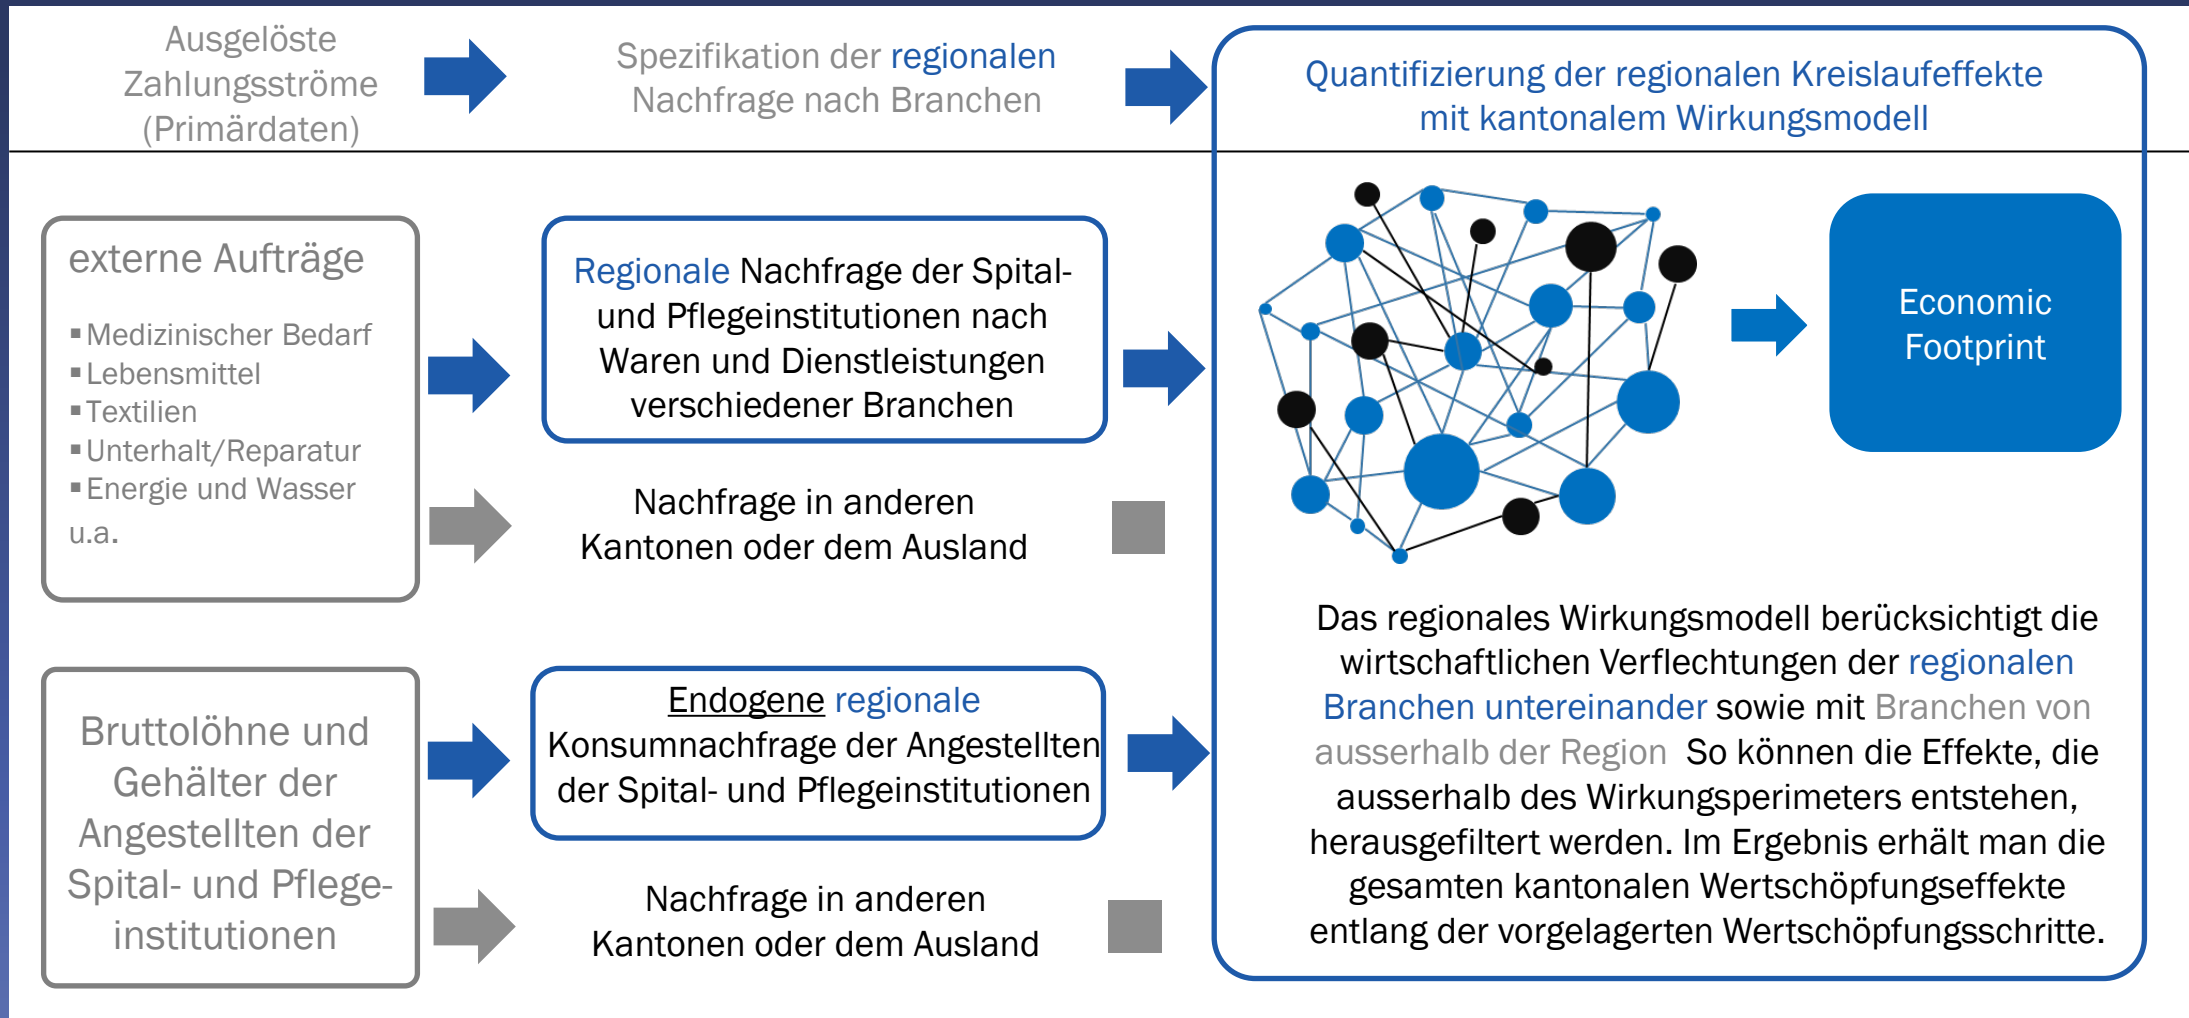 Ausgelöste
Zahlungsströme
(Primärdaten)
Spezifikation der regionalen
Nachfrage nach Branchen
Quantifizierung der regionalen Kreislaufeffekte
mit kantonalem Wirkungsmodell
externe Aufträge
▪Medizinischer Bedarf
▪Lebensmittel
▪Textilien
▪Unterhalt/Reparatur
▪Energie und Wasser
u.a.
Regionale Nachfrage der Spital-
und Pflegeinstitutionen nach
Waren und Dienstleistungen
verschiedener Branchen
Nachfrage in anderen
Kantonen oder dem Ausland
Economic
Footprint
Bruttolöhne und
Gehälter der
Angestellten der
Spital- und Pflege-
institutionen
Endogene regionale
Konsumnachfrage der Angestellten
der Spital- und Pflegeinstitutionen
Nachfrage in anderen
Kantonen oder dem Ausland
Das regionales Wirkungsmodell berücksichtigt die
wirtschaftlichen Verflechtungen der regionalen
Branchen untereinander sowie mit Branchen von
ausserhalb der Region So können die Effekte, die
ausserhalb des Wirkungsperimeters entstehen,
herausgefiltert werden. Im Ergebnis erhält man die
gesamten kantonalen Wertschöpfungseffekte
entlang der vorgelagerten Wertschöpfungsschritte.